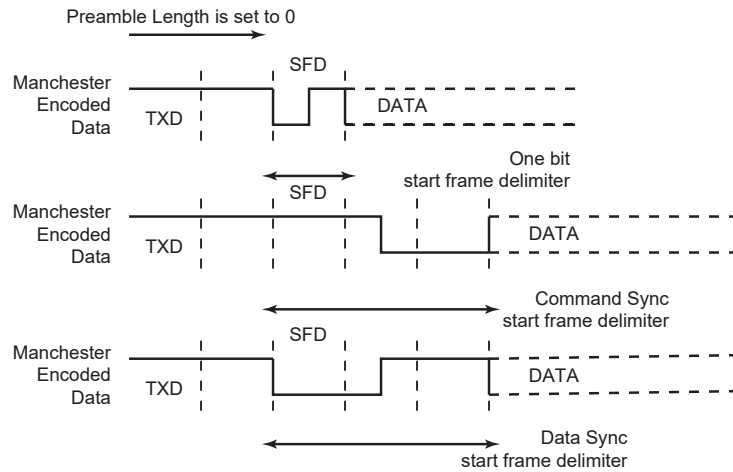 Preamble Length is set to 0
SFD
Manchester
Encoded
Data
TXD
DATA
One bit
start frame delimiter
SFD
Manchester
Encoded
Data
TXD
DATA
Command Sync
start frame delimiter
SFD
Manchester
Encoded
Data
TXD
DATA
Data Sync
start frame delimiter